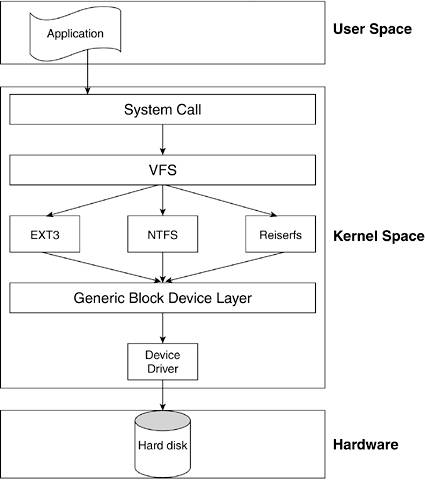 Application
User Space
System Call
VFS
EXT3
NTFS
Reiserfs
Kernel Space
Generic Block Device Layer
Device
Driver
Hard disk
Hardware